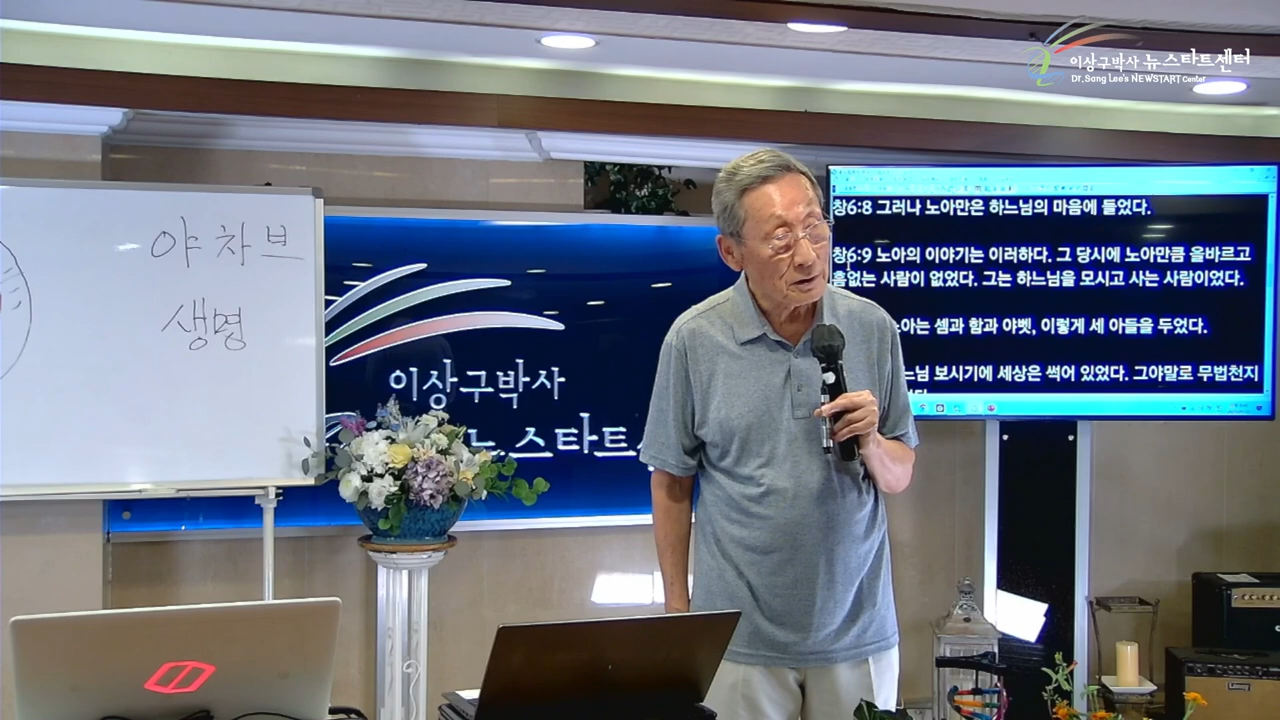 이상구박사 뉴스타트센터
Dr. Sang Lee's NEWSTART Center
야차브
생명
이상구박사
뉴스타트
창6:8 그러나 노아만은 하느님의 마음에 들었다.
창6:9 노아의 이야기는 이러하다. 그 당시에 노아만큼 올바르고
흠없는 사람이 없었다. 그는 하느님을 모시고 사는 사람이었다.
노아는 셈과 함과 야벳, 이렇게 세 아들을 두었다.
느님 보시기에 세상은 썩어 있었다. 그야말로 무법천지
Laney